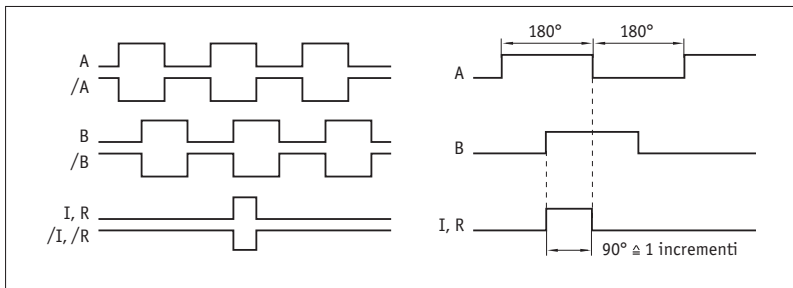 A
/A
B
/B
I, R
/I, /R
180° 180°
A
B
I, R
90° ≙ 1 incrementi